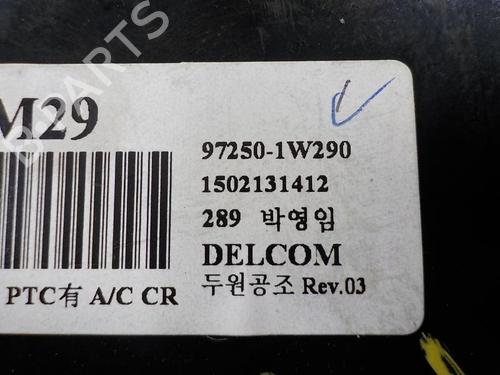 M29
97250-1W290
1502131412
289 박영임
DELCOM
PTC有 A/C CR
두원공조 Rev.03
B-PARTS